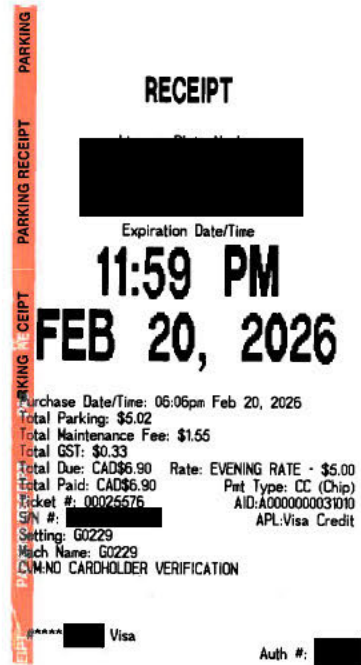 PARKING RECEIPT
PARKING RECEIPT
PARKING
RECEIPT
Expiration Date/Time
11:59 PM
FEB 20, 2026
Purchase Date/Time: 06:06pm Feb 20, 2026
Total Parking: $5.02
Total Maintenance Fee: $1.55
Total GST: $0.33
Total Due: CAD$6.90 Rate: EVENING RATE - $5.00
Total Paid: CAD$6.90 Pmt Type: CC (Chip)
Ticket #: 00025576 AID:A0000000031010
S/N #: APL:Visa Credit
Setting: G0229
Mach Name: G0229
CVM:NO CARDHOLDER VERIFICATION
#**** Visa
Auth #: